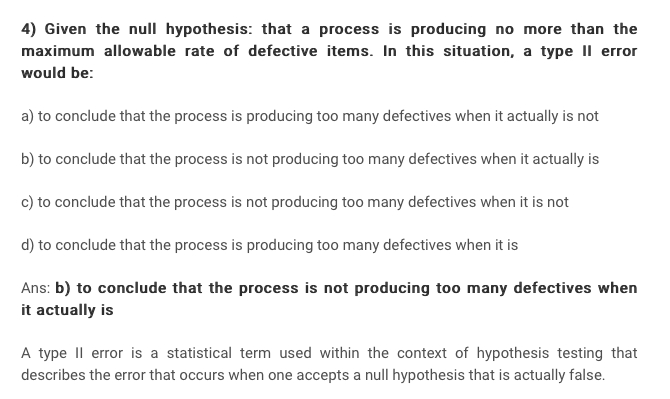 4) Given the null hypothesis: that a process is producing no more than the
maximum allowable rate of defective items. In this situation, a type II error
would be:
a) to conclude that the process is producing too many defectives when it actually is not
b) to conclude that the process is not producing too many defectives when it actually is
c) to conclude that the process is not producing too many defectives when it is not
d) to conclude that the process is producing too many defectives when it is
Ans: b) to conclude that the process is not producing too many defectives when
it actually is
A type II error is a statistical term used within the context of hypothesis testing that
describes the error that occurs when one accepts a null hypothesis that is actually false.